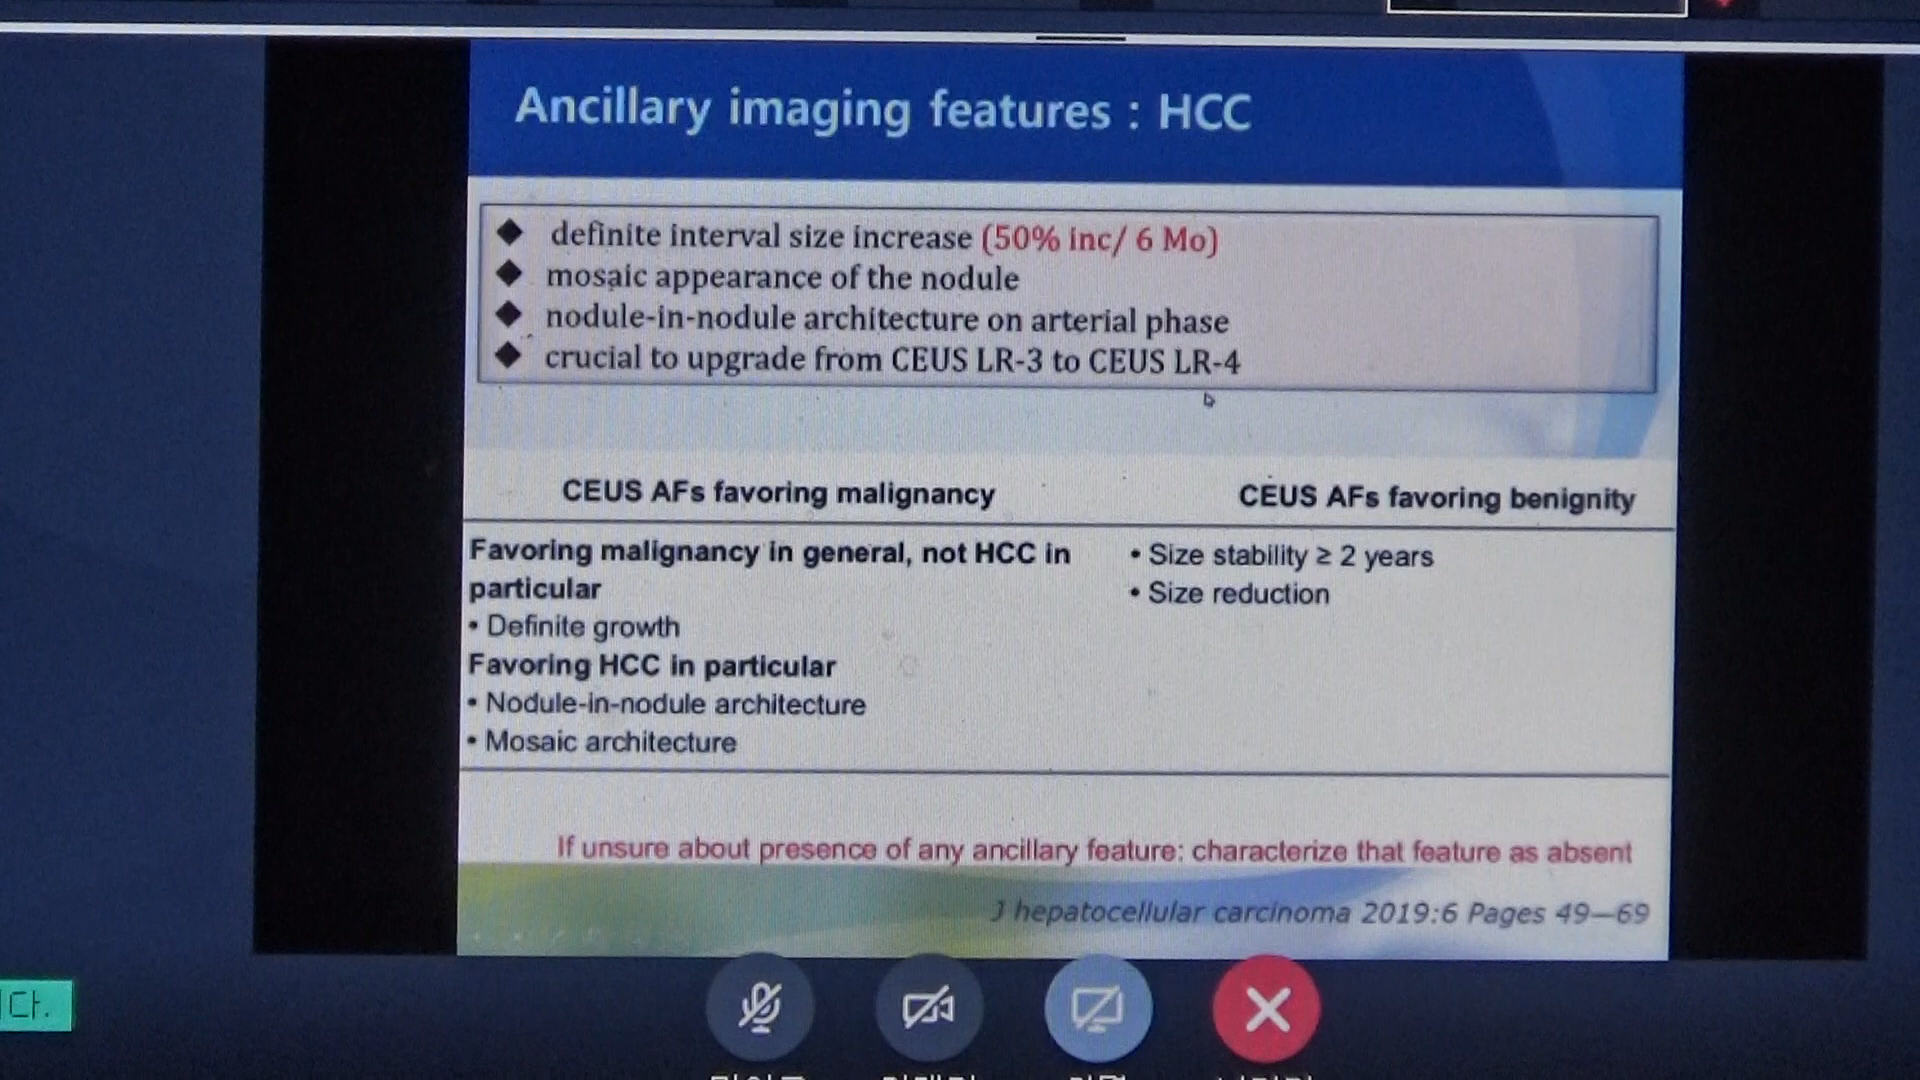 Ancillary imaging features : HCC
◆ definite interval size increase (50% inc/ 6 Mo)
◆ mosaic appearance of the nodule
◆ nodule-in-nodule architecture on arterial phase
◆ crucial to upgrade from CEUS LR-3 to CEUS LR-4
CEUS AFs favoring malignancy
CEUS AFs favoring benignity
Favoring malignancy in general, not HCC in
particular
• Definite growth
Favoring HCC in particular
• Nodule-in-nodule architecture
• Mosaic architecture
• Size stability ≥ 2 years
• Size reduction
If unsure about presence of any ancillary feature: characterize that feature as absent
J hepatocellular carcinoma 2019:6 Pages 49—69
다.